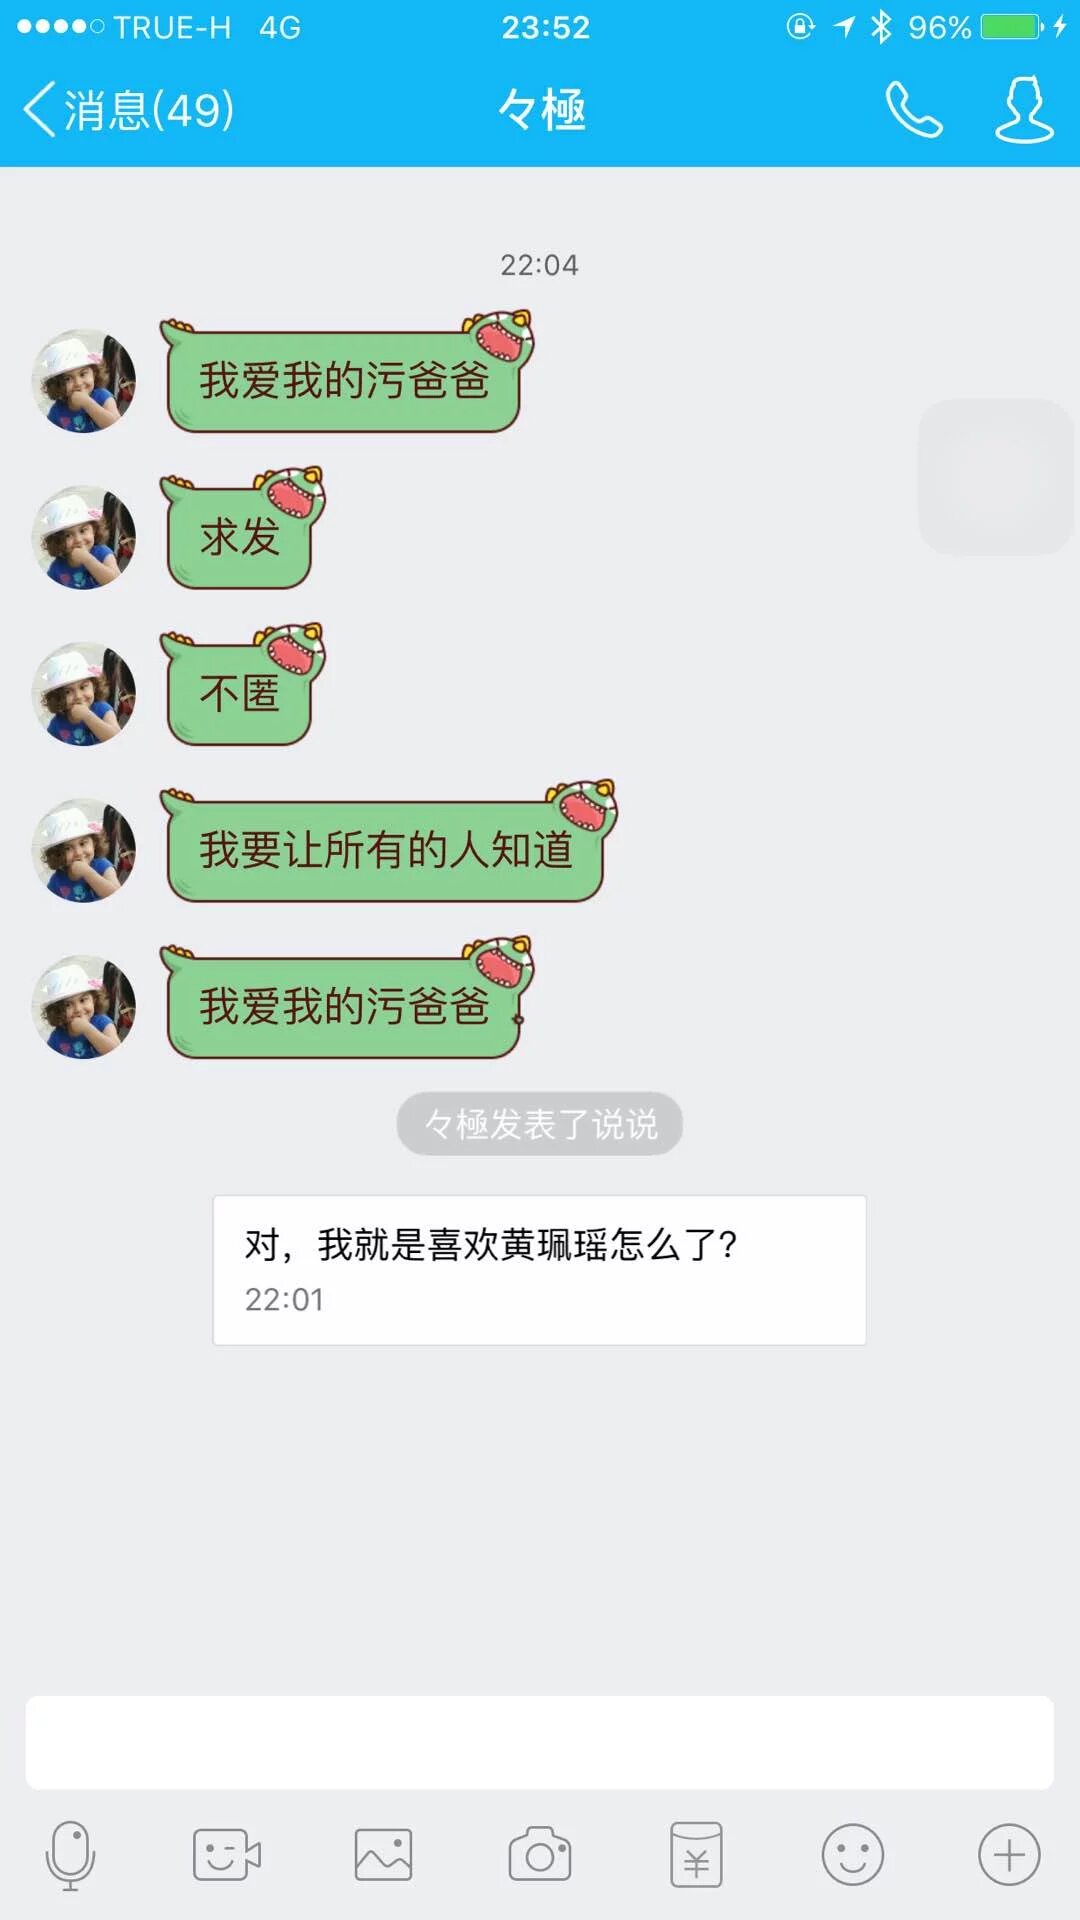 TRUE-H 4G 23:52 96%
消息(49) 々極
22:04
我爱我的污爸爸
求发
不匿
我要让所有的人知道
我爱我的污爸爸
々極发表了说说
对，我就是喜欢黄珮瑶怎么了?
22:01